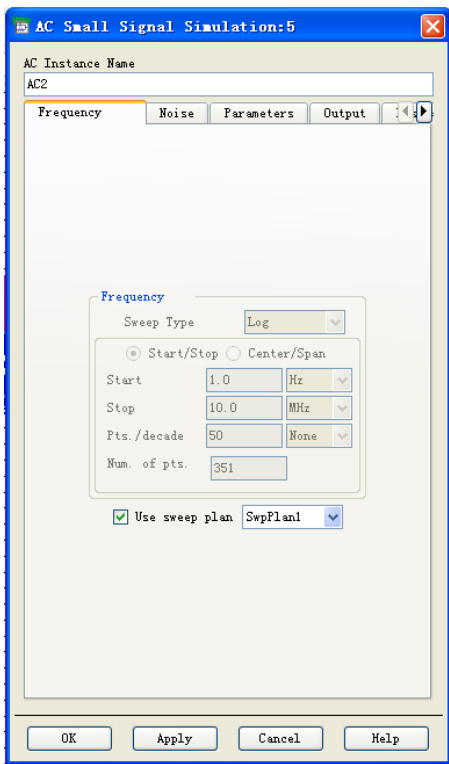 AC Small Signal Simulation:5
AC Instance Name
AC2
Frequency Noise Parameters Output
Frequency
Sweep Type Log
Start/Stop Center/Span
Start 1.0 Hz
Stop 10.0 MHz
Pts./decade 50 None
Num. of pts. 351
Use sweep plan SwpPlan1
OK Apply Cancel Help